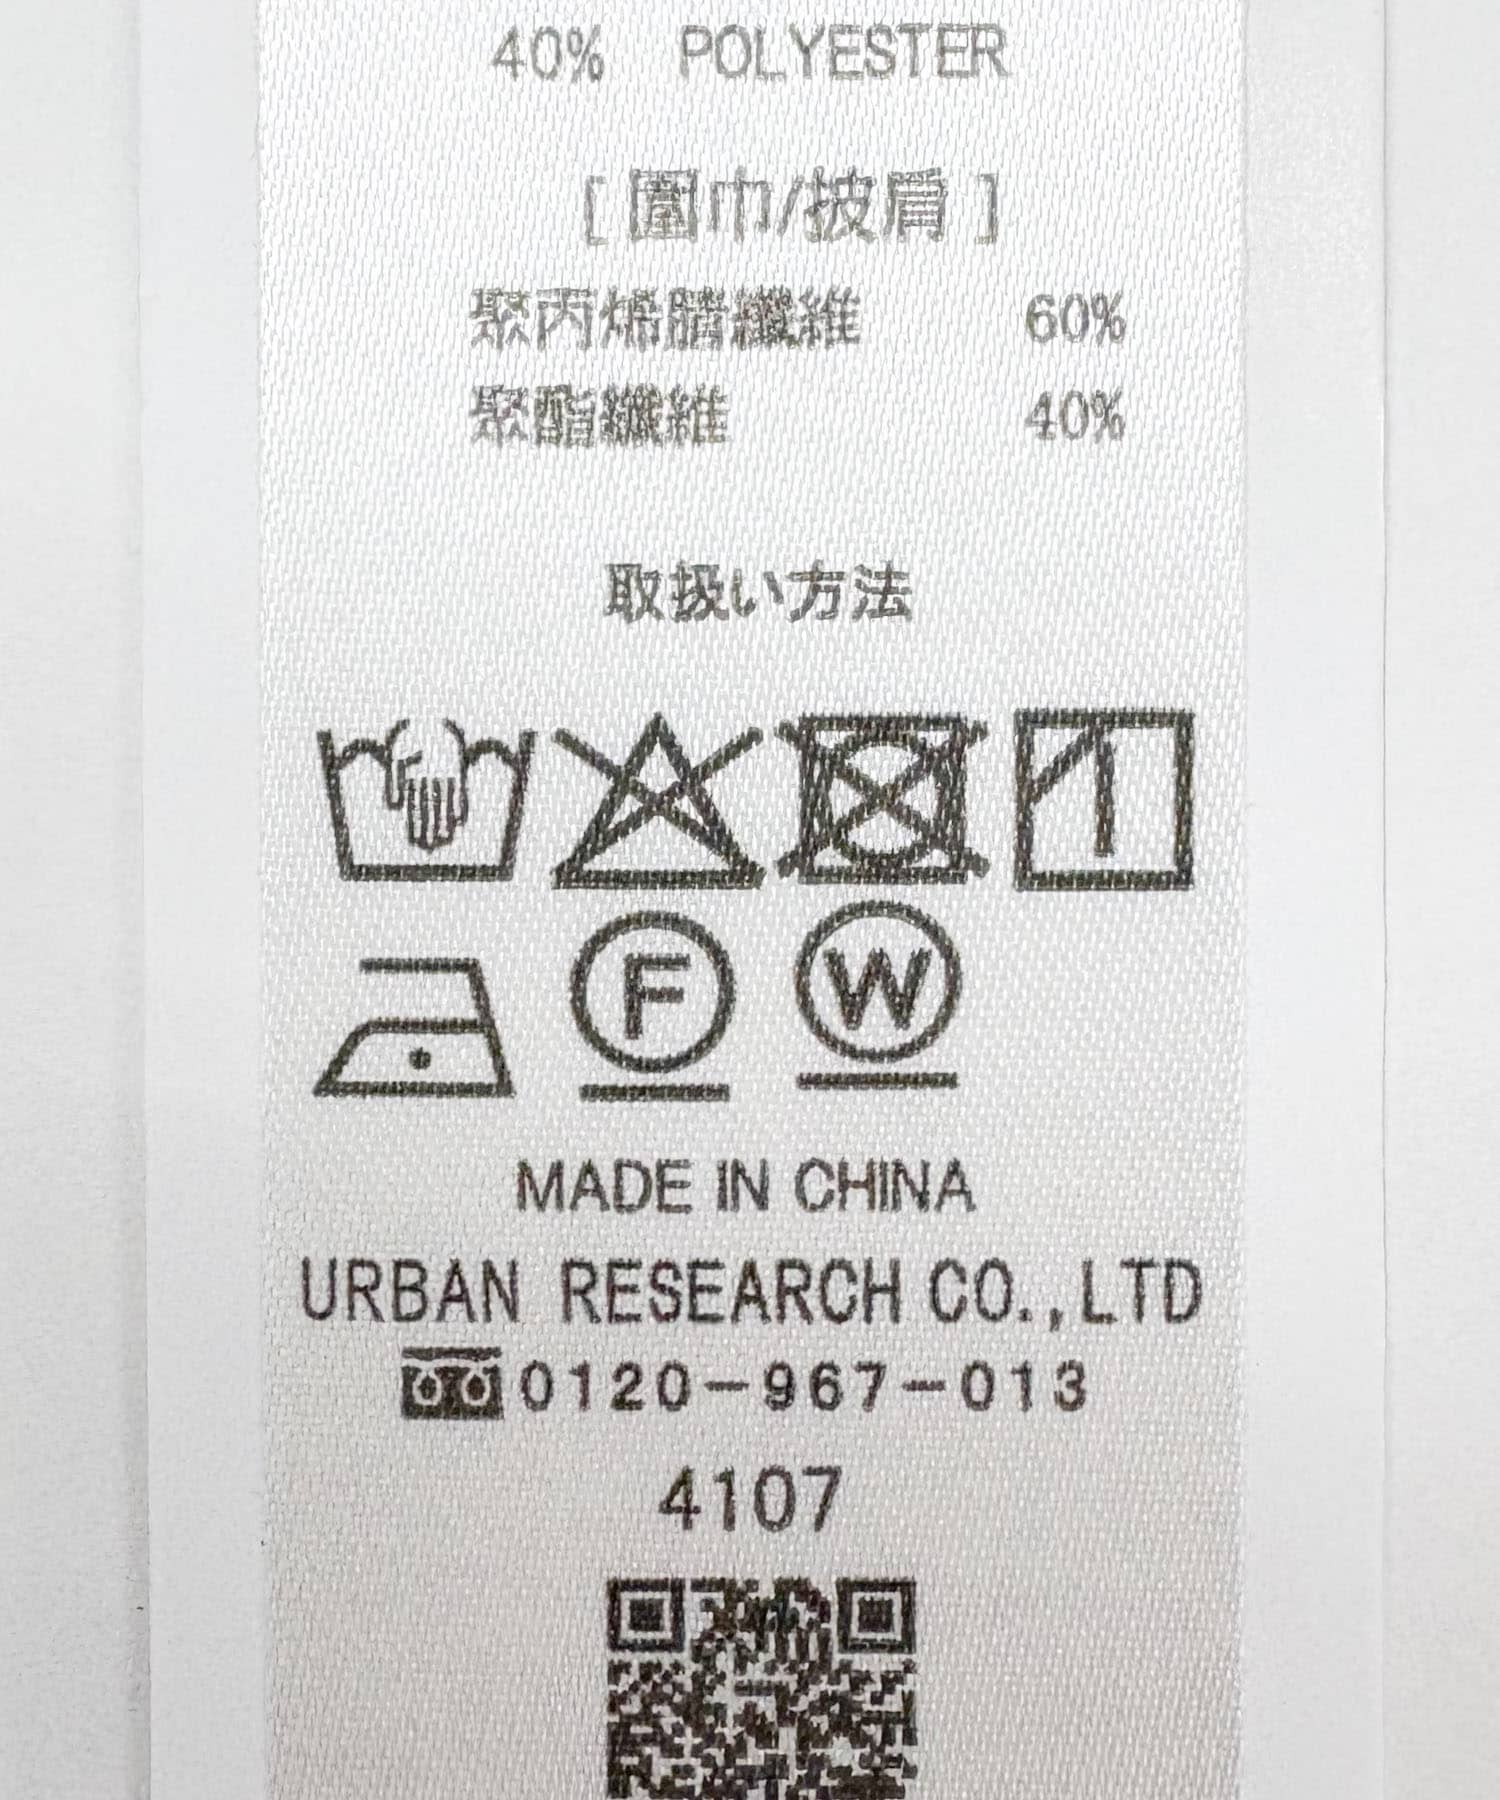 40% POLYESTER
[ 圍巾/披肩 ]
聚丙烯腈纖維 60%
聚酯纖維 40%
取扱い方法
F W
MADE IN CHINA
URBAN RESEARCH CO.,LTD
0120-967-013
4107